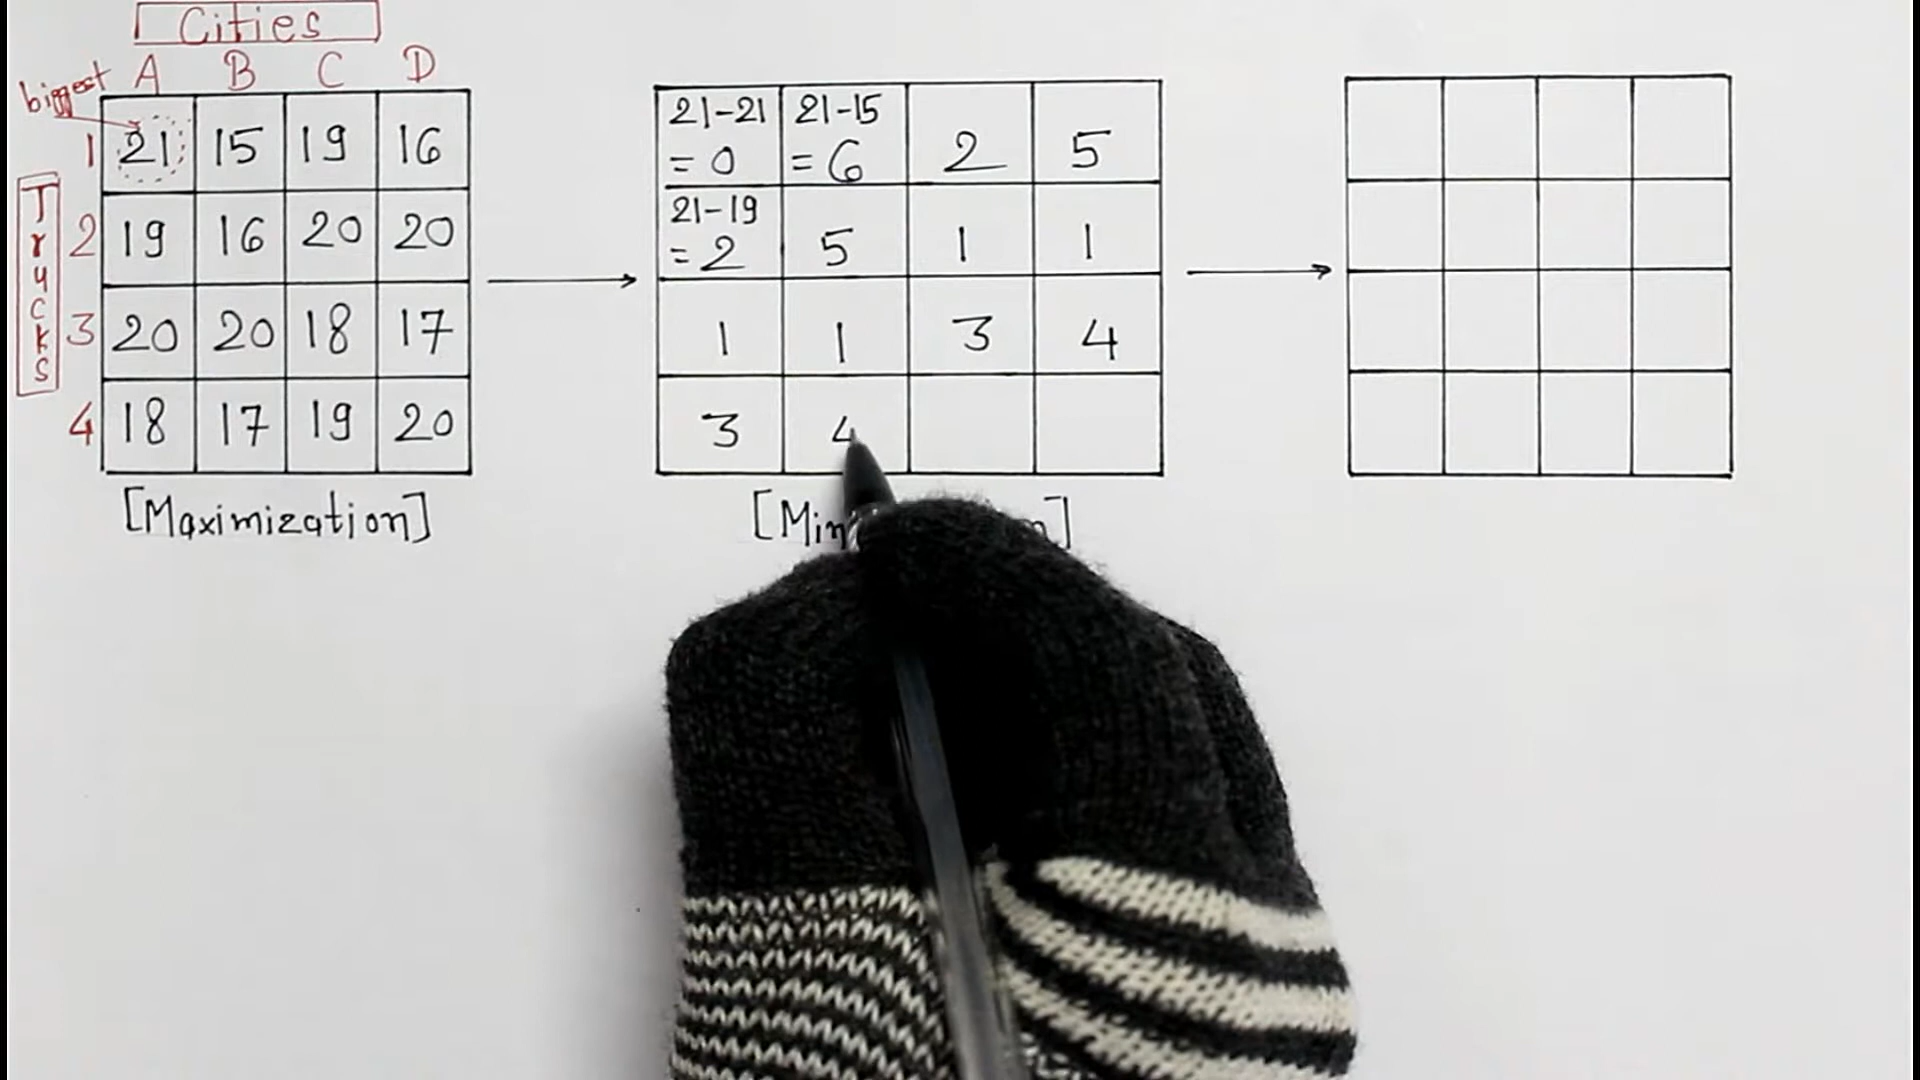 Cities
biggest A B C D
Trucks
1 21 15 19 16
2 19 16 20 20
3 20 20 18 17
4 18 17 19 20
[Maximization]
21-21 21-15
= 0 = 6 2 5
21-19
= 2 5 1 1
1 1 3 4
3 4